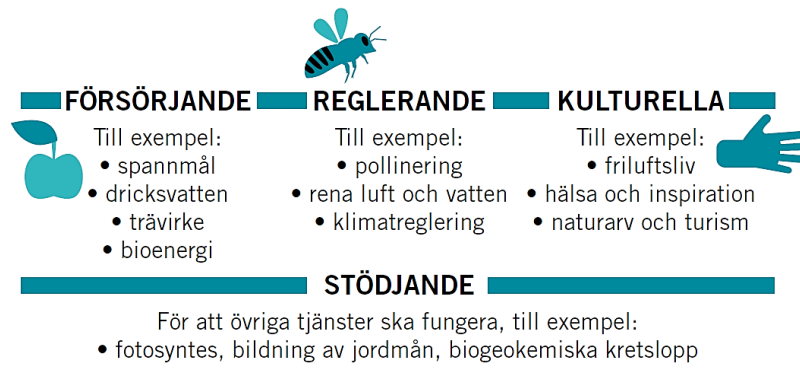 FÖRSÖRJANDE
Till exempel:
• spannmål
• dricksvatten
• trävirke
• bioenergi
REGLERANDE
Till exempel:
• pollinering
• rena luft och vatten
• klimatreglering
KULTURELLA
Till exempel:
• friluftsliv
• hälsa och inspiration
• naturarv och turism
STÖDJANDE
För att övriga tjänster ska fungera, till exempel:
• fotosyntes, bildning av jordmån, biogeokemiska kretslopp